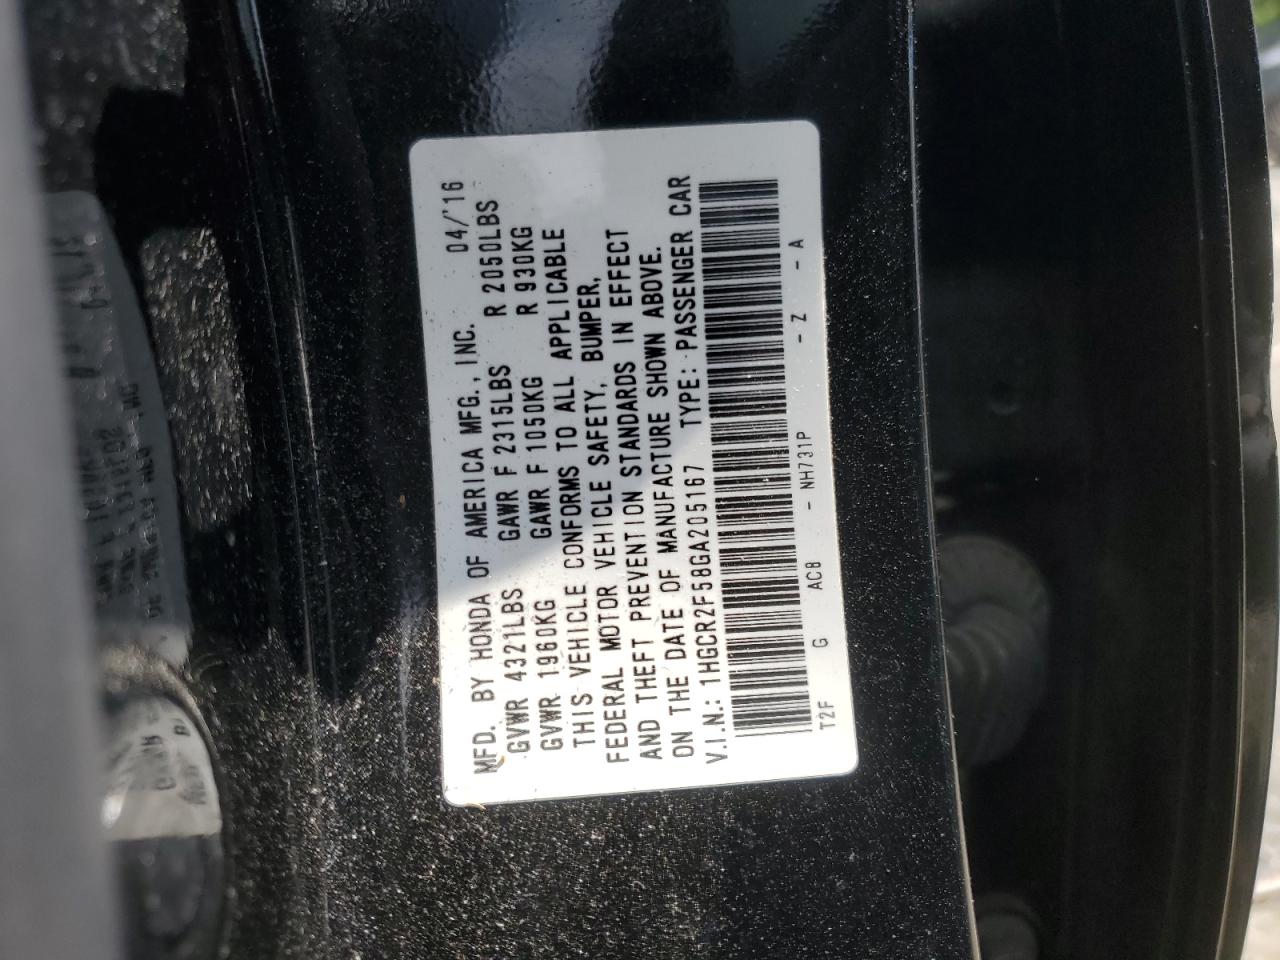 MFD. BY HONDA OF AMERICA MFG., INC. 04/'16
GVWR 4321LBS GAWR F 2315LBS R 2050LBS
GVWR 1960KG GAWR F 1050KG R 930KG
THIS VEHICLE CONFORMS TO ALL APPLICABLE
FEDERAL MOTOR VEHICLE SAFETY, BUMPER,
AND THEFT PREVENTION STANDARDS IN EFFECT
ON THE DATE OF MANUFACTURE SHOWN ABOVE.
V.I.N.: 1HGCR2F58GA205167 TYPE: PASSENGER CAR
T2F G AC8 - NH731P - Z - A